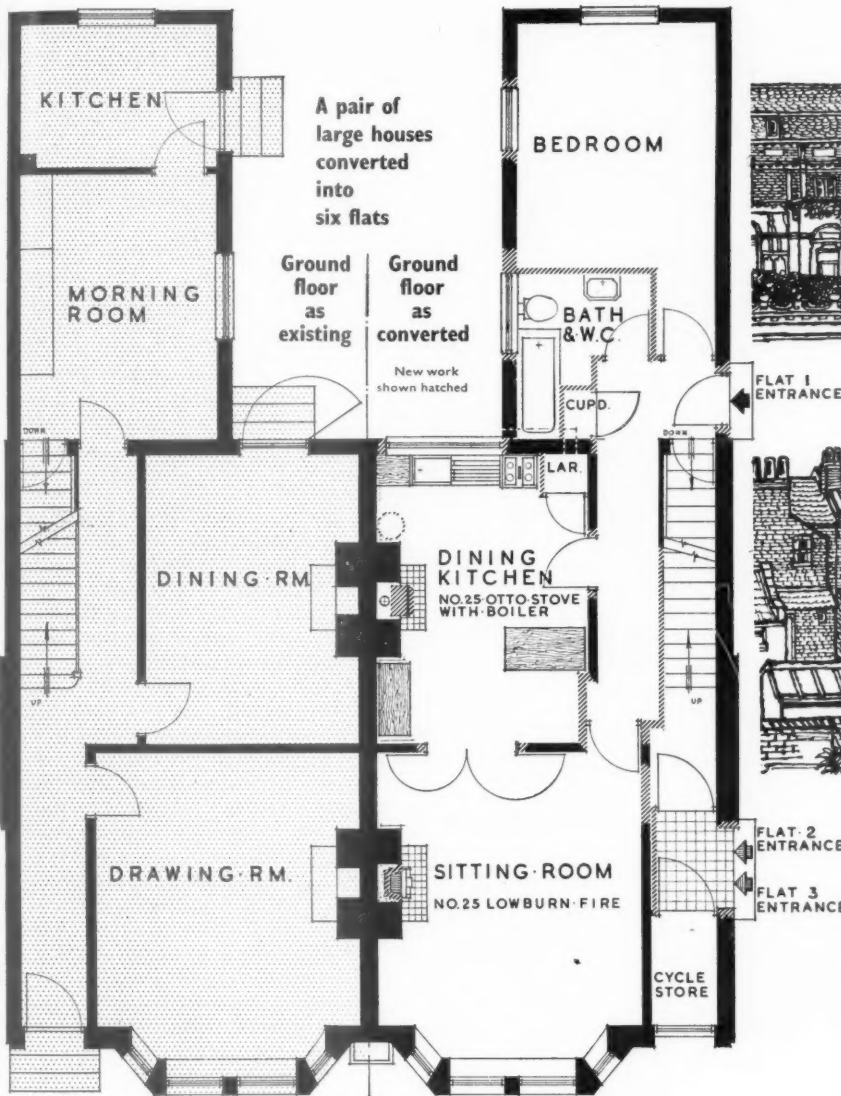 KITCHEN
A pair of
large houses
converted
into
six flats
BEDROOM
Ground
floor
as
existing
Ground
floor
as
converted
New work
shown hatched
MORNING
ROOM
BATH
& W.C.
FLAT 1
ENTRANCE
CUPD.
DOWN
DOWN
LAR.
DINING·RM
DINING
KITCHEN
NO.25·OTTO·STOVE
WITH·BOILER
UP
UP
DRAWING·RM.
SITTING·ROOM
NO.25 LOWBURN·FIRE
FLAT·2
ENTRANCE
FLAT 3
ENTRANCE
CYCLE
STORE